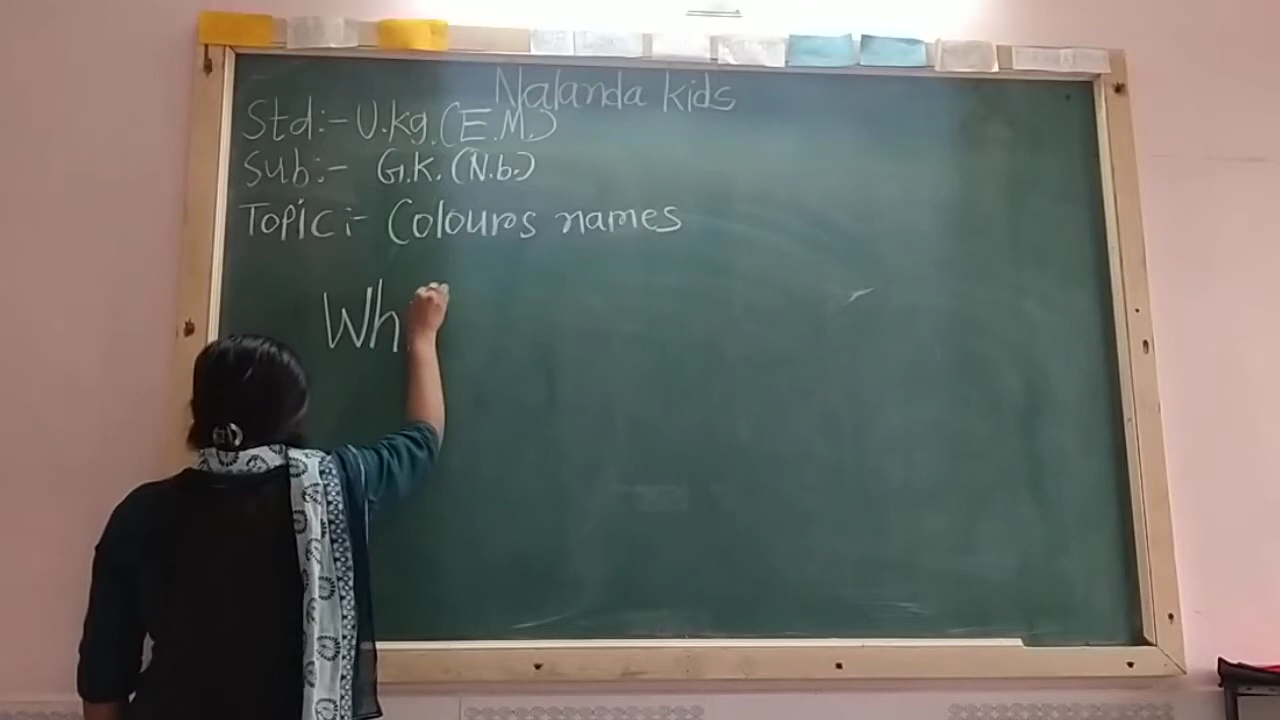 Nalanda kids
Std:- U.kg.(E.M.)
Sub:- G.K.(N.b.)
Topic:- Colours names
Wh